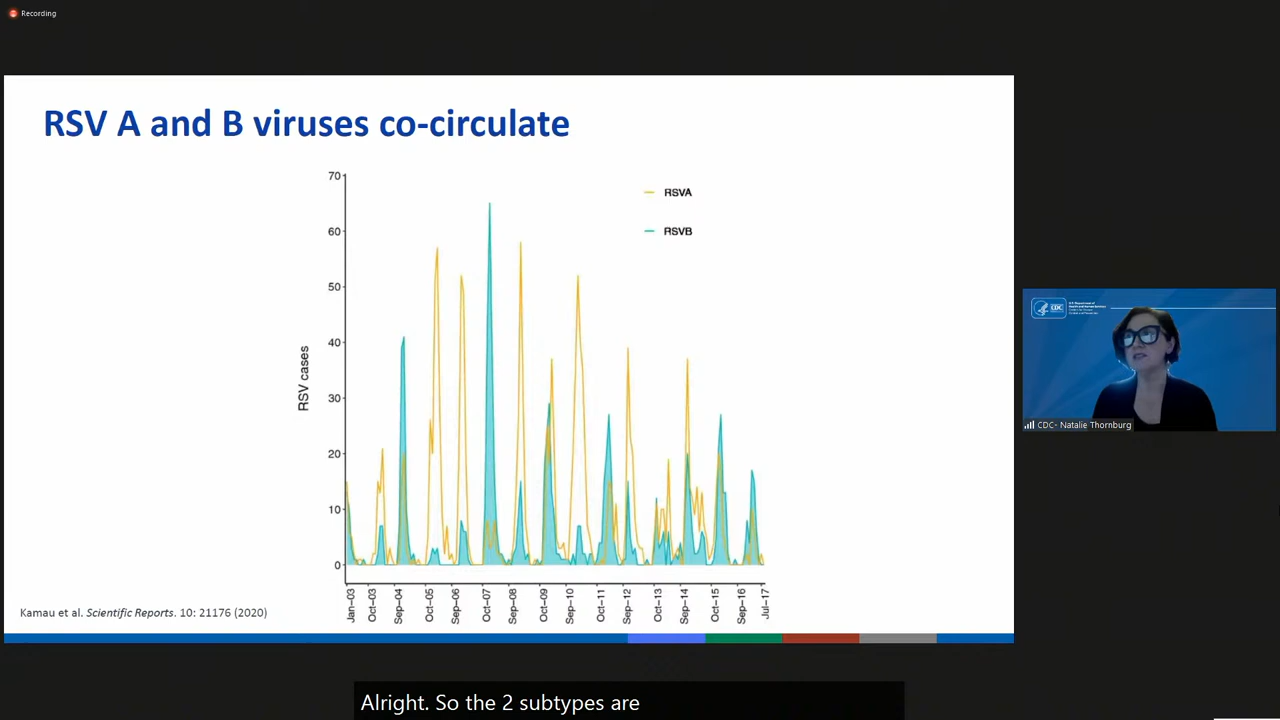 Recording
RSV A and B viruses co-circulate
70
60
50
40
30
20
10
0
RSV cases
RSVA
RSVB
Jan-03
Oct-03
Sep-04
Oct-05
Sep-06
Oct-07
Sep-08
Oct-09
Sep-10
Oct-11
Sep-12
Oct-13
Sep-14
Oct-15
Sep-16
Jul-17
Kamau et al. Scientific Reports. 10: 21176 (2020)
CDC
CDC- Natalie Thornburg
Alright. So the 2 subtypes are